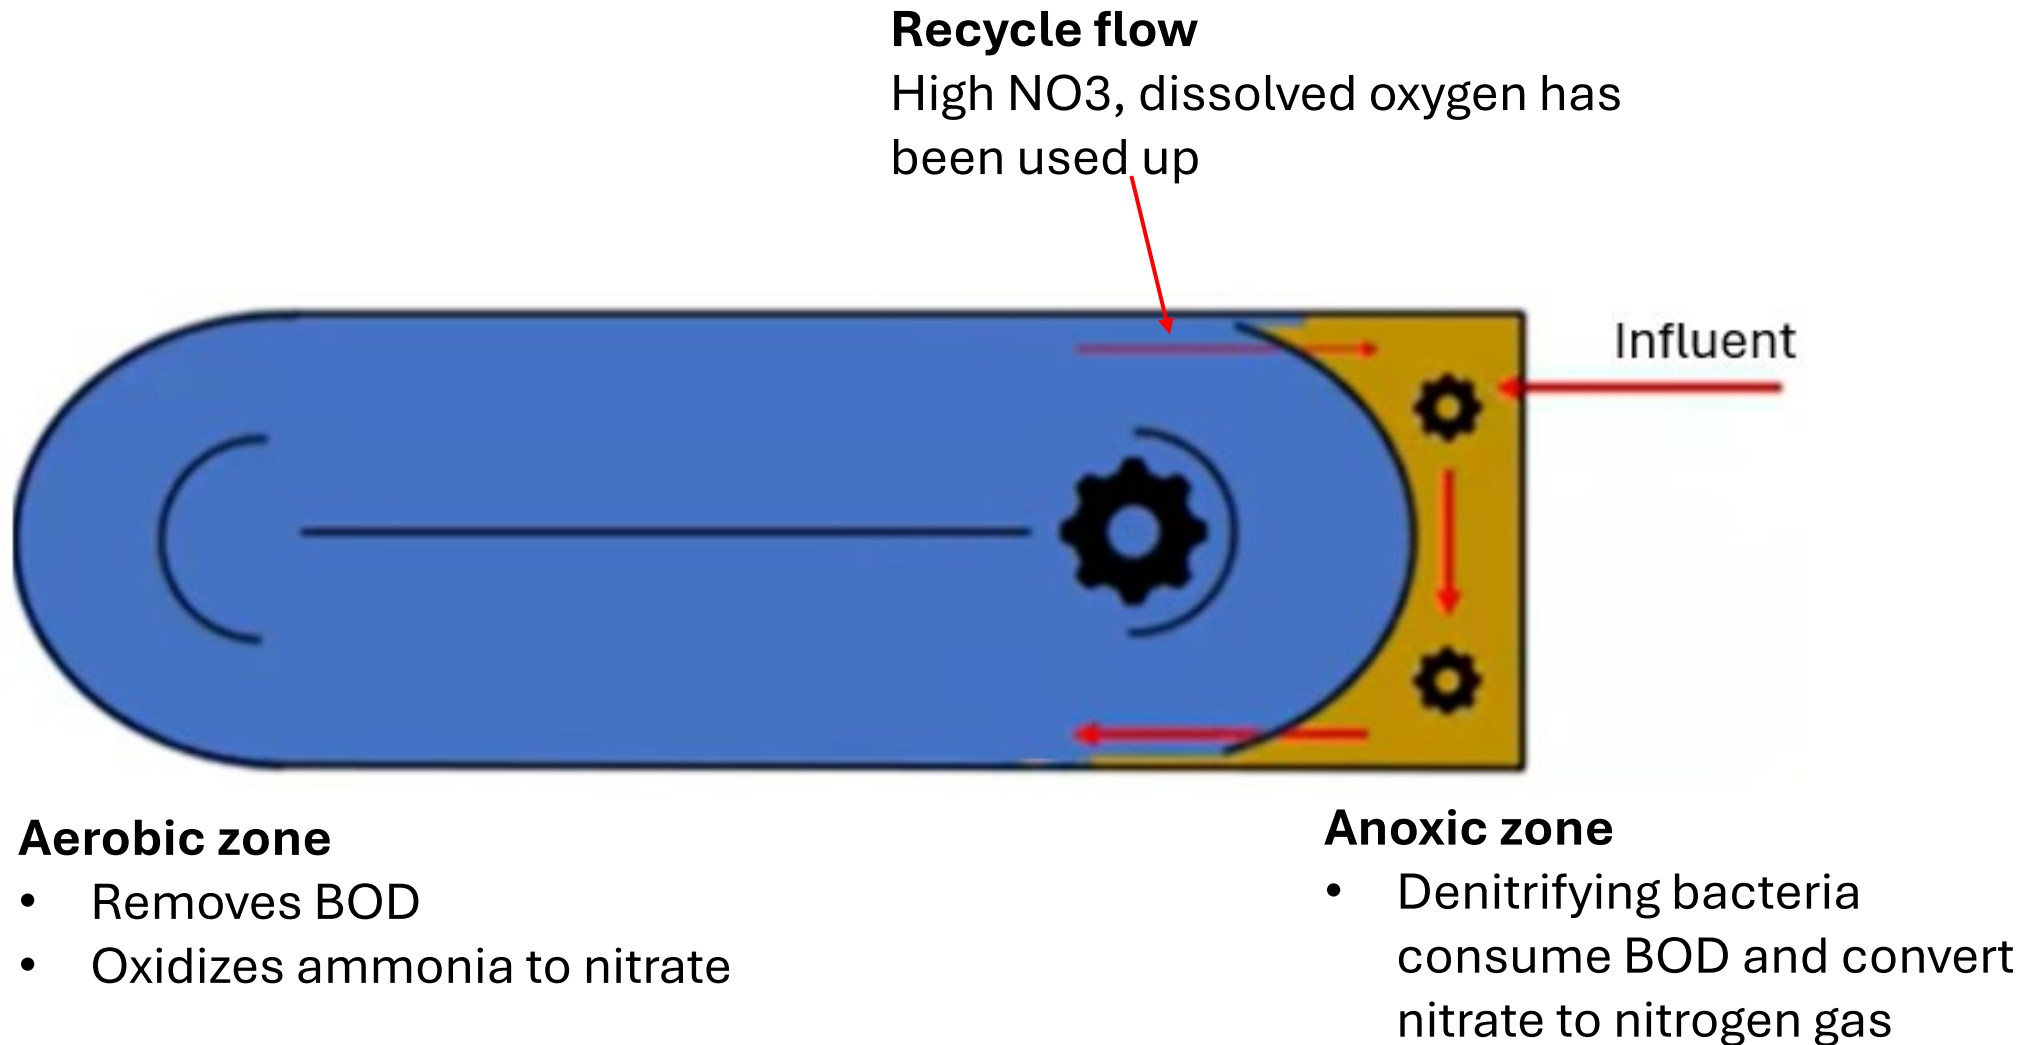 Recycle flow
High NO3, dissolved oxygen has
been used up
Influent
Aerobic zone
• Removes BOD
• Oxidizes ammonia to nitrate
Anoxic zone
• Denitrifying bacteria
consume BOD and convert
nitrate to nitrogen gas